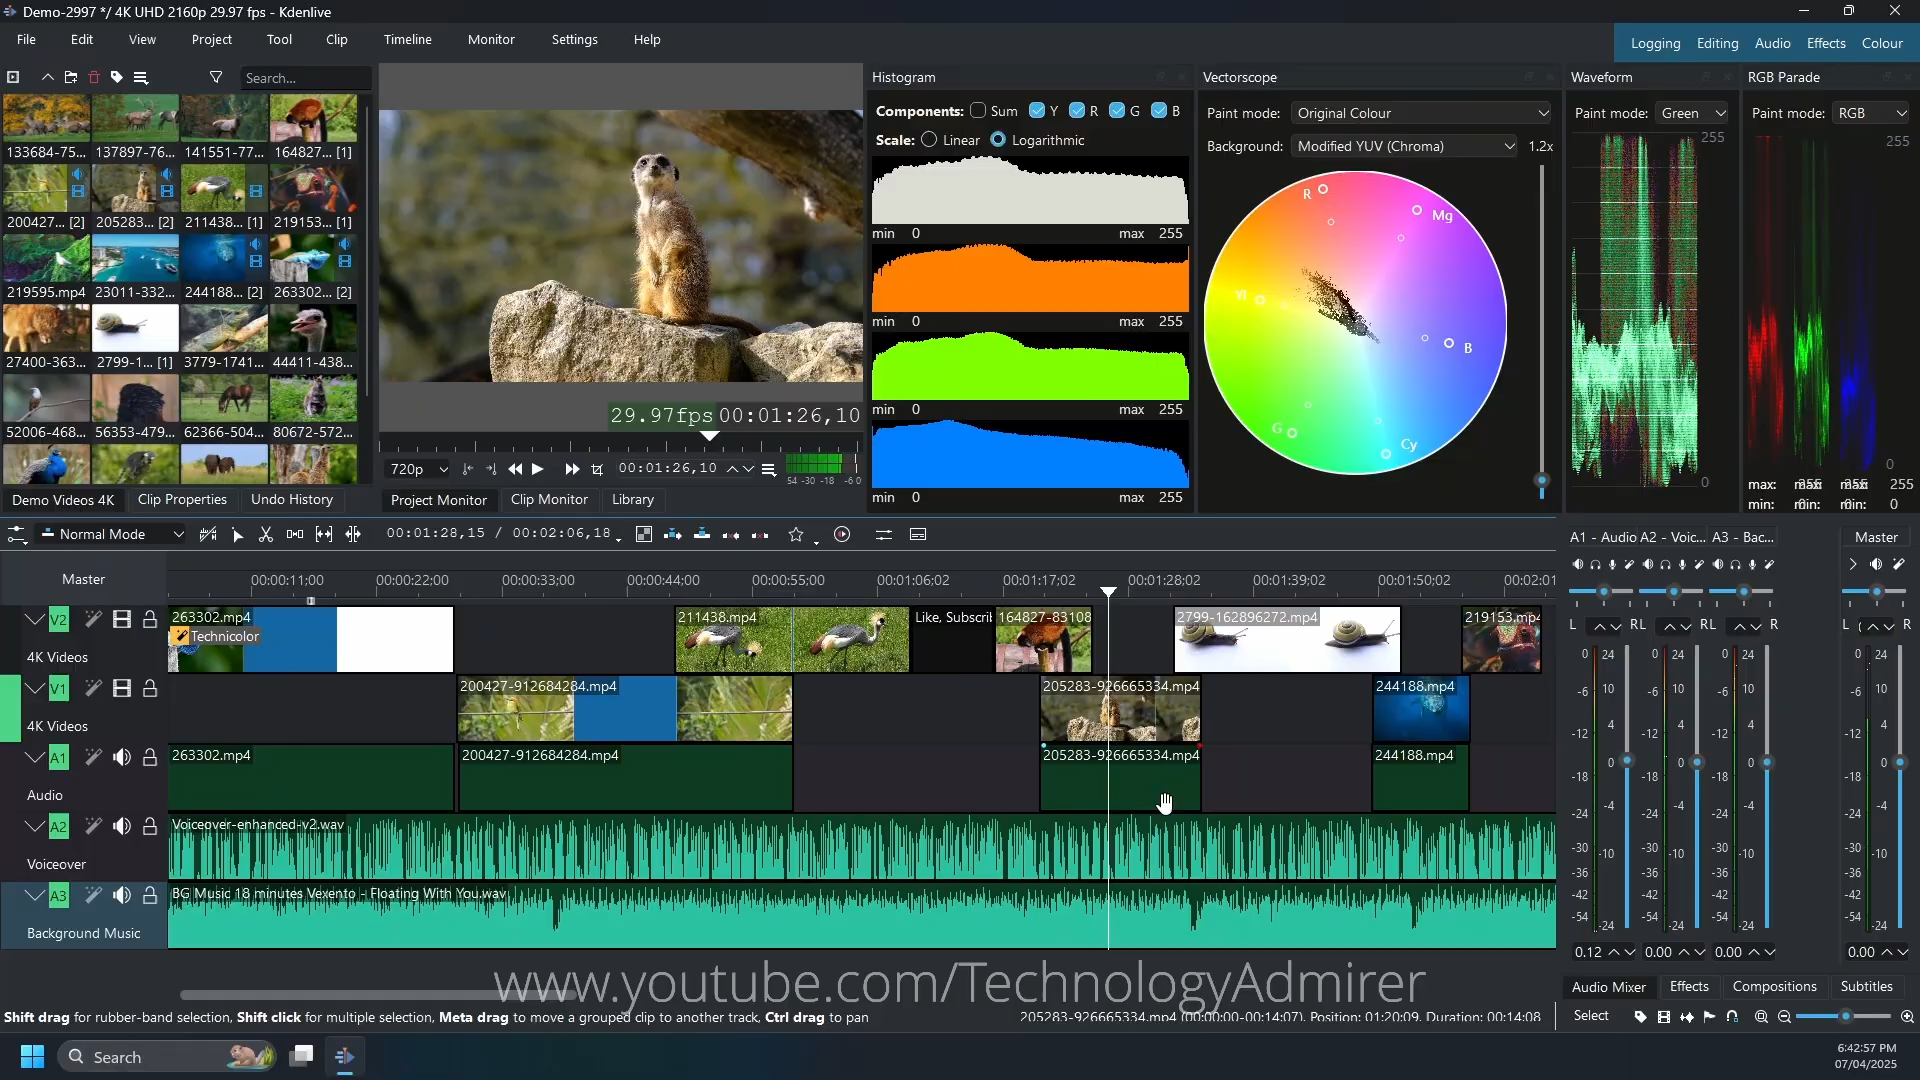 Demo-2997 */ 4K UHD 2160p 29.97 fps - Kdenlive
File Edit View Project Tool Clip Timeline Monitor Settings Help
Logging Editing Audio Effects Colour
Search...
133684-75... 137897-76... 141551-77... 164827... [1]
200427... [2] 205283... [2] 211438... [1] 219153... [1]
219595.mp4 23011-332... 244188... [2] 263302... [2]
27400-363... 2799-1... [1] 3779-1741... 44411-438...
52006-468... 56353-479... 62366-504... 80672-572...
Demo Videos 4K Clip Properties Undo History
29.97fps 00:01:26,10
720p 00:01:26,10
54 -30 -18 -6 0
Project Monitor Clip Monitor Library
Histogram
Components: Sum Y R G B
Scale: Linear Logarithmic
min 0 max 255
min 0 max 255
min 0 max 255
min 0 max 255
Vectorscope
Paint mode: Original Colour
Background: Modified YUV (Chroma) 1.2x
R Mg
Yl B
G Cy
Waveform
Paint mode: Green
255
0
RGB Parade
Paint mode: RGB
255
0
max: 255
min: 0
Normal Mode 00:01:28,15 / 00:02:06,18
Master 00:00:11;00 00:00:22;00 00:00:33;00 00:00:44;00 00:00:55;00 00:01:06;02 00:01:17;02 00:01:28;02 00:01:39;02 00:01:50;02 00:02:01
V2 263302.mp4 211438.mp4 Like, Subscrib 164827-83108 2799-162896272.mp4 219153.mp4
Technicolor
4K Videos
V1 200427-912684284.mp4 205283-926665334.mp4 244188.mp4
4K Videos
A1 263302.mp4 200427-912684284.mp4 205283-926665334.mp4 244188.mp4
Audio
A2 Voiceover-enhanced-v2.wav
Voiceover
A3 BG Music 18 minutes Vexento - Floating With You.wav
Background Music
A1 - Audio A2 - Voic... A3 - Bac... Master
L R L R L R L R
0 24 0 24 0 24 0 24
-6 10 -6 10 -6 10 -6 10
-12 4 -12 4 -12 4 -12 4
-18 0 -18 0 -18 0 -18 0
-24 -4 -24 -4 -24 -4 -24 -4
-30 -10 -30 -10 -30 -10 -30 -10
-36 -36 -36 -36
-42 -42 -42 -42
-54 -24 -54 -24 -54 -24 -54 -24
0.12 0.00 0.00 0.00
Audio Mixer Effects Compositions Subtitles
www.youtube.com/TechnologyAdmirer
Shift drag for rubber-band selection, Shift click for multiple selection, Meta drag to move a grouped clip to another track, Ctrl drag to pan
205283-926665334.mp4 (00:00:00-00:14:07), Position: 01:20:09, Duration: 00:14:08
Select
Search
6:42:57 PM
07/04/2025